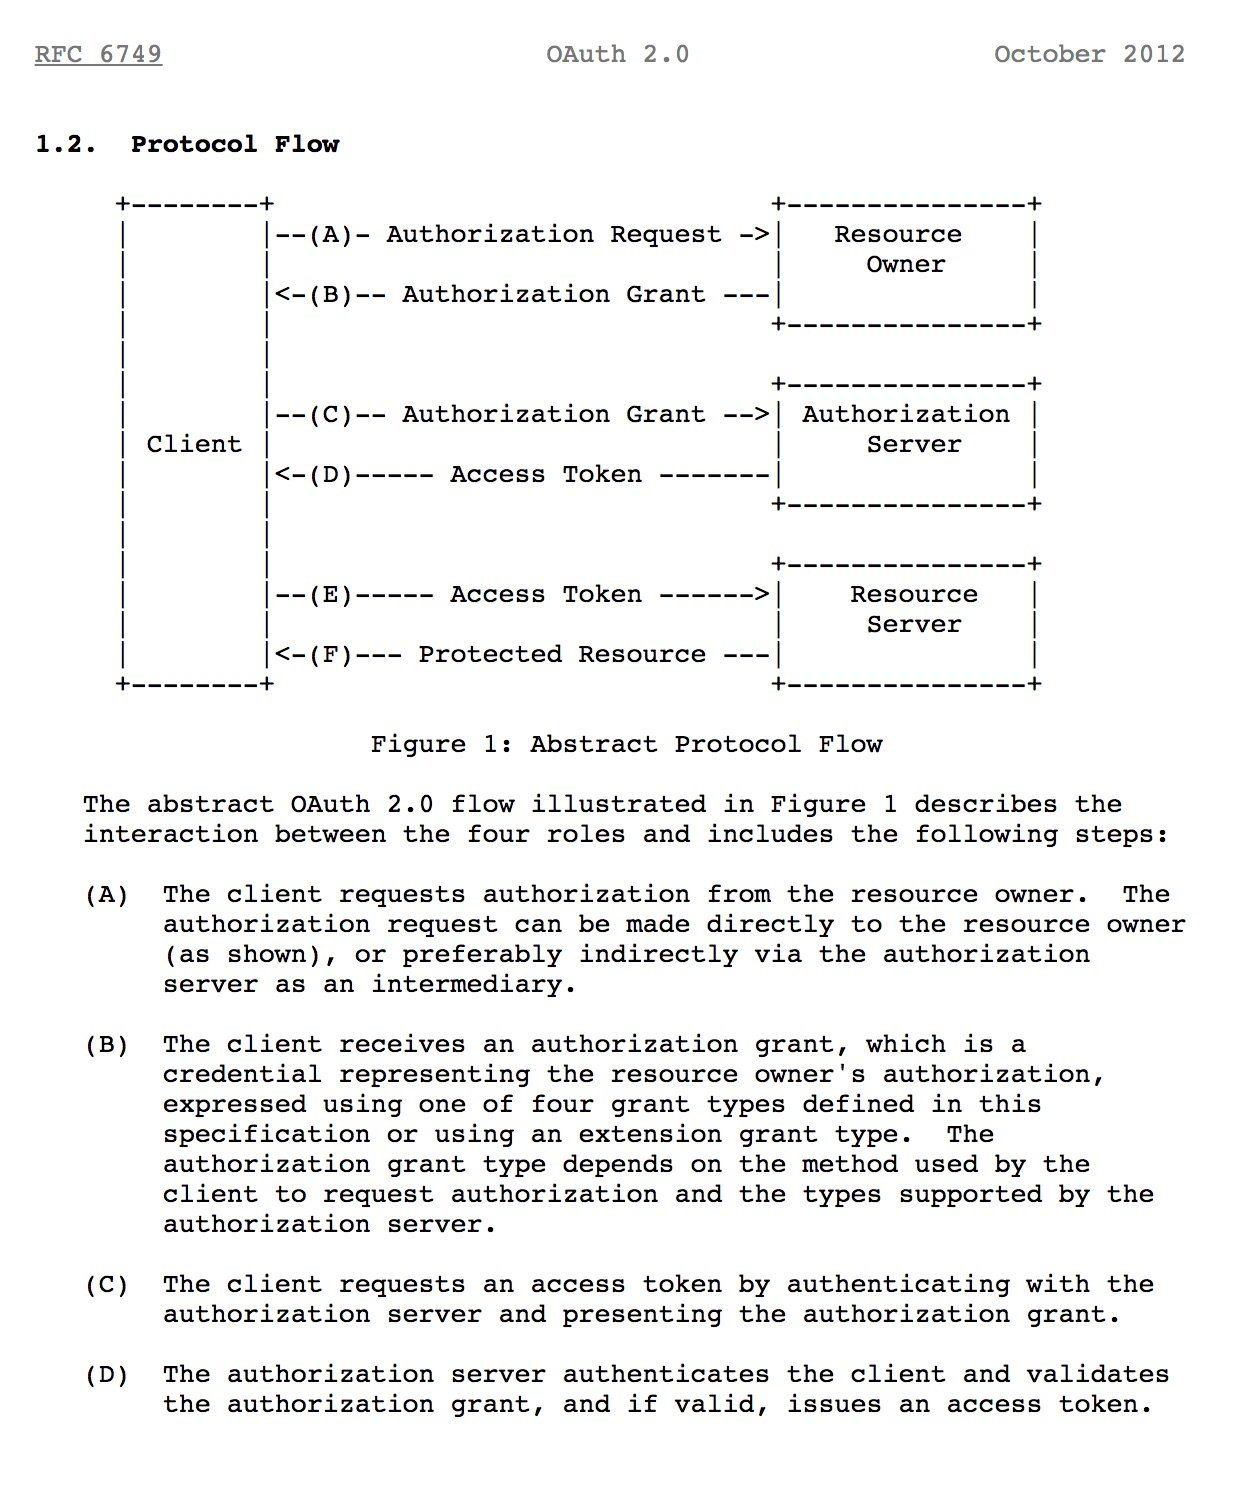 RFC 6749                        OAuth 2.0                   October 2012
1.2.  Protocol Flow
     +--------+                               +---------------+
     |        |--(A)- Authorization Request ->|   Resource    |
     |        |                               |     Owner     |
     |        |<-(B)-- Authorization Grant ---|               |
     |        |                               +---------------+
     |        |
     |        |                               +---------------+
     |        |--(C)-- Authorization Grant -->| Authorization |
     | Client |                               |     Server    |
     |        |<-(D)----- Access Token -------|               |
     |        |                               +---------------+
     |        |
     |        |                               +---------------+
     |        |--(E)----- Access Token ------>|    Resource   |
     |        |                               |     Server    |
     |        |<-(F)--- Protected Resource ---|               |
     +--------+                               +---------------+
                     Figure 1: Abstract Protocol Flow
   The abstract OAuth 2.0 flow illustrated in Figure 1 describes the
   interaction between the four roles and includes the following steps:
   (A)  The client requests authorization from the resource owner.  The
        authorization request can be made directly to the resource owner
        (as shown), or preferably indirectly via the authorization
        server as an intermediary.
   (B)  The client receives an authorization grant, which is a
        credential representing the resource owner's authorization,
        expressed using one of four grant types defined in this
        specification or using an extension grant type.  The
        authorization grant type depends on the method used by the
        client to request authorization and the types supported by the
        authorization server.
   (C)  The client requests an access token by authenticating with the
        authorization server and presenting the authorization grant.
   (D)  The authorization server authenticates the client and validates
        the authorization grant, and if valid, issues an access token.